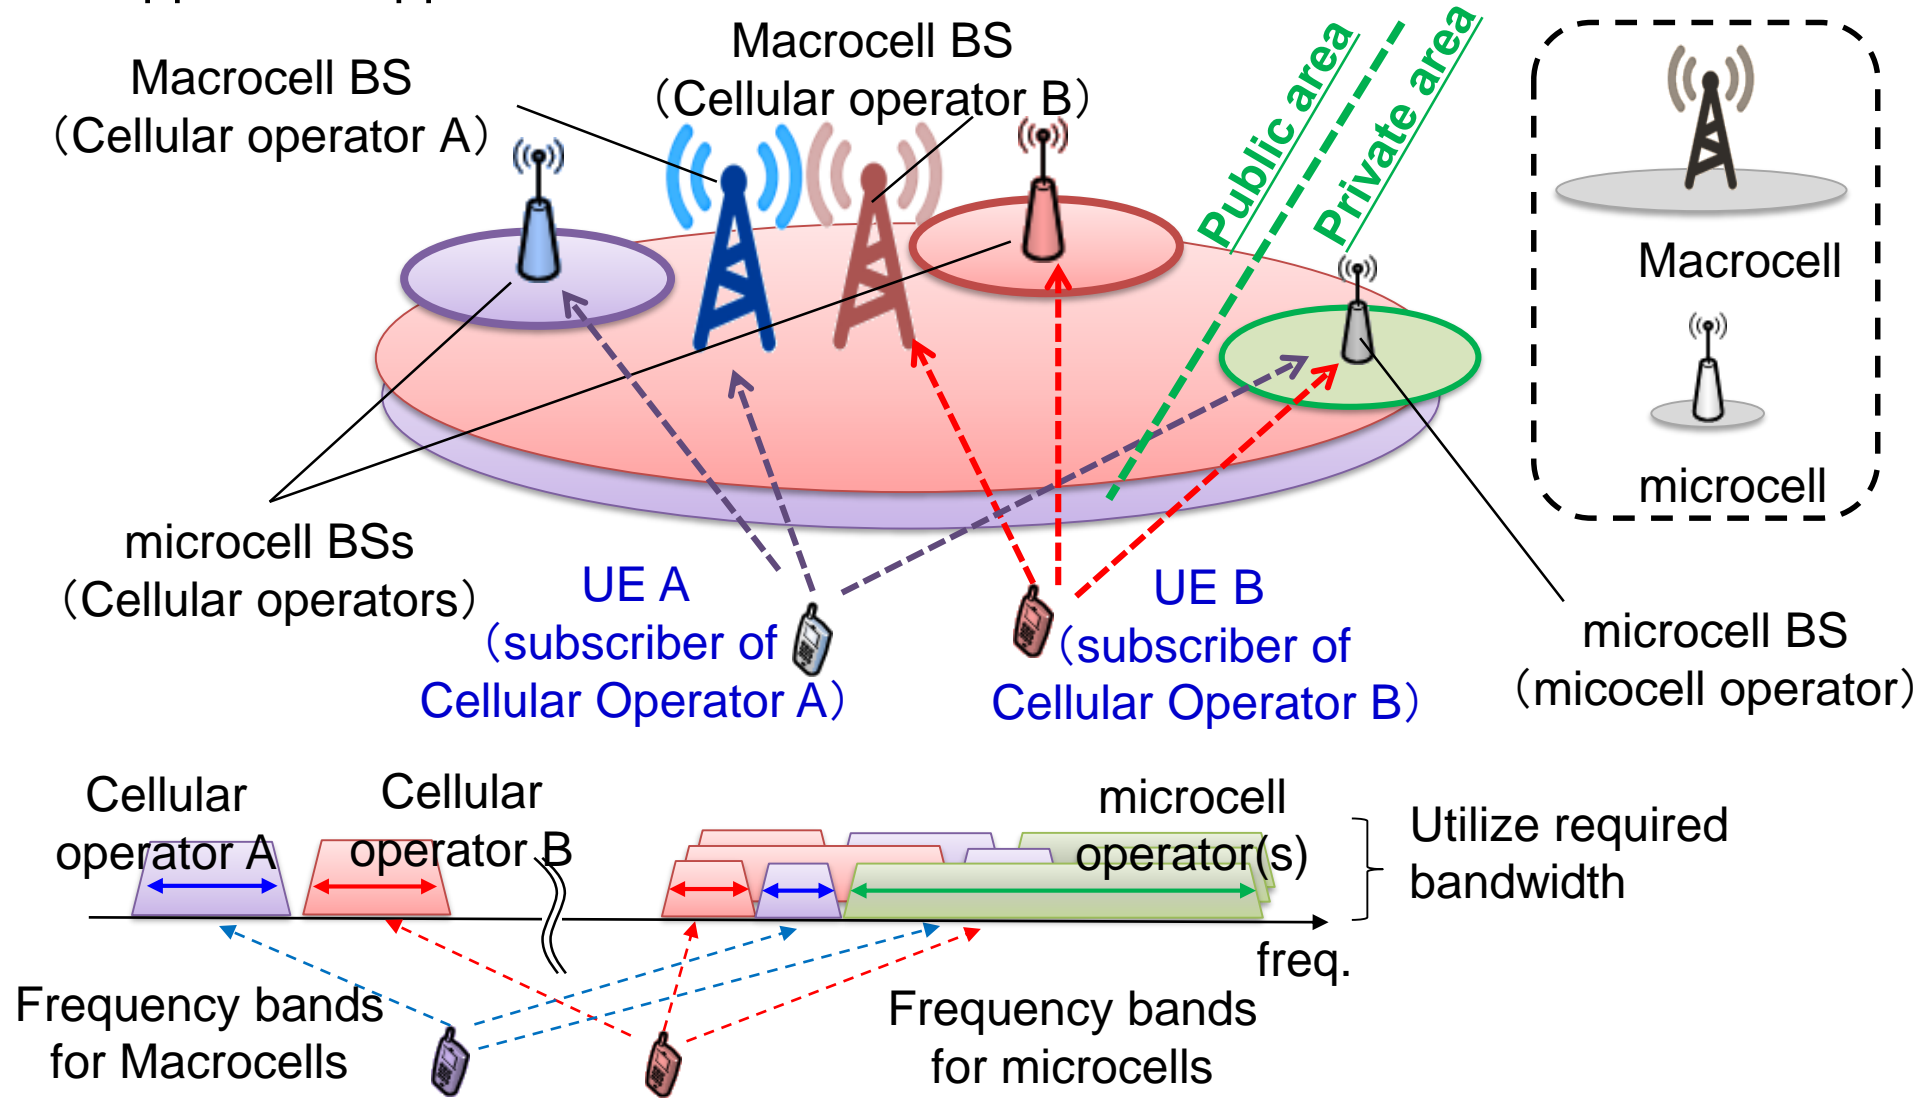 Macrocell BS
（Cellular operator A）
Macrocell BS
（Cellular operator B）
Public area
Private area
Macrocell
microcell
microcell BSs
（Cellular operators）
UE A
（subscriber of
Cellular Operator A）
UE B
（subscriber of
Cellular Operator B）
microcell BS
（micocell operator）
Cellular
operator A
Cellular
operator B
microcell
operator(s)
Utilize required
bandwidth
freq.
Frequency bands
for Macrocells
Frequency bands
for microcells